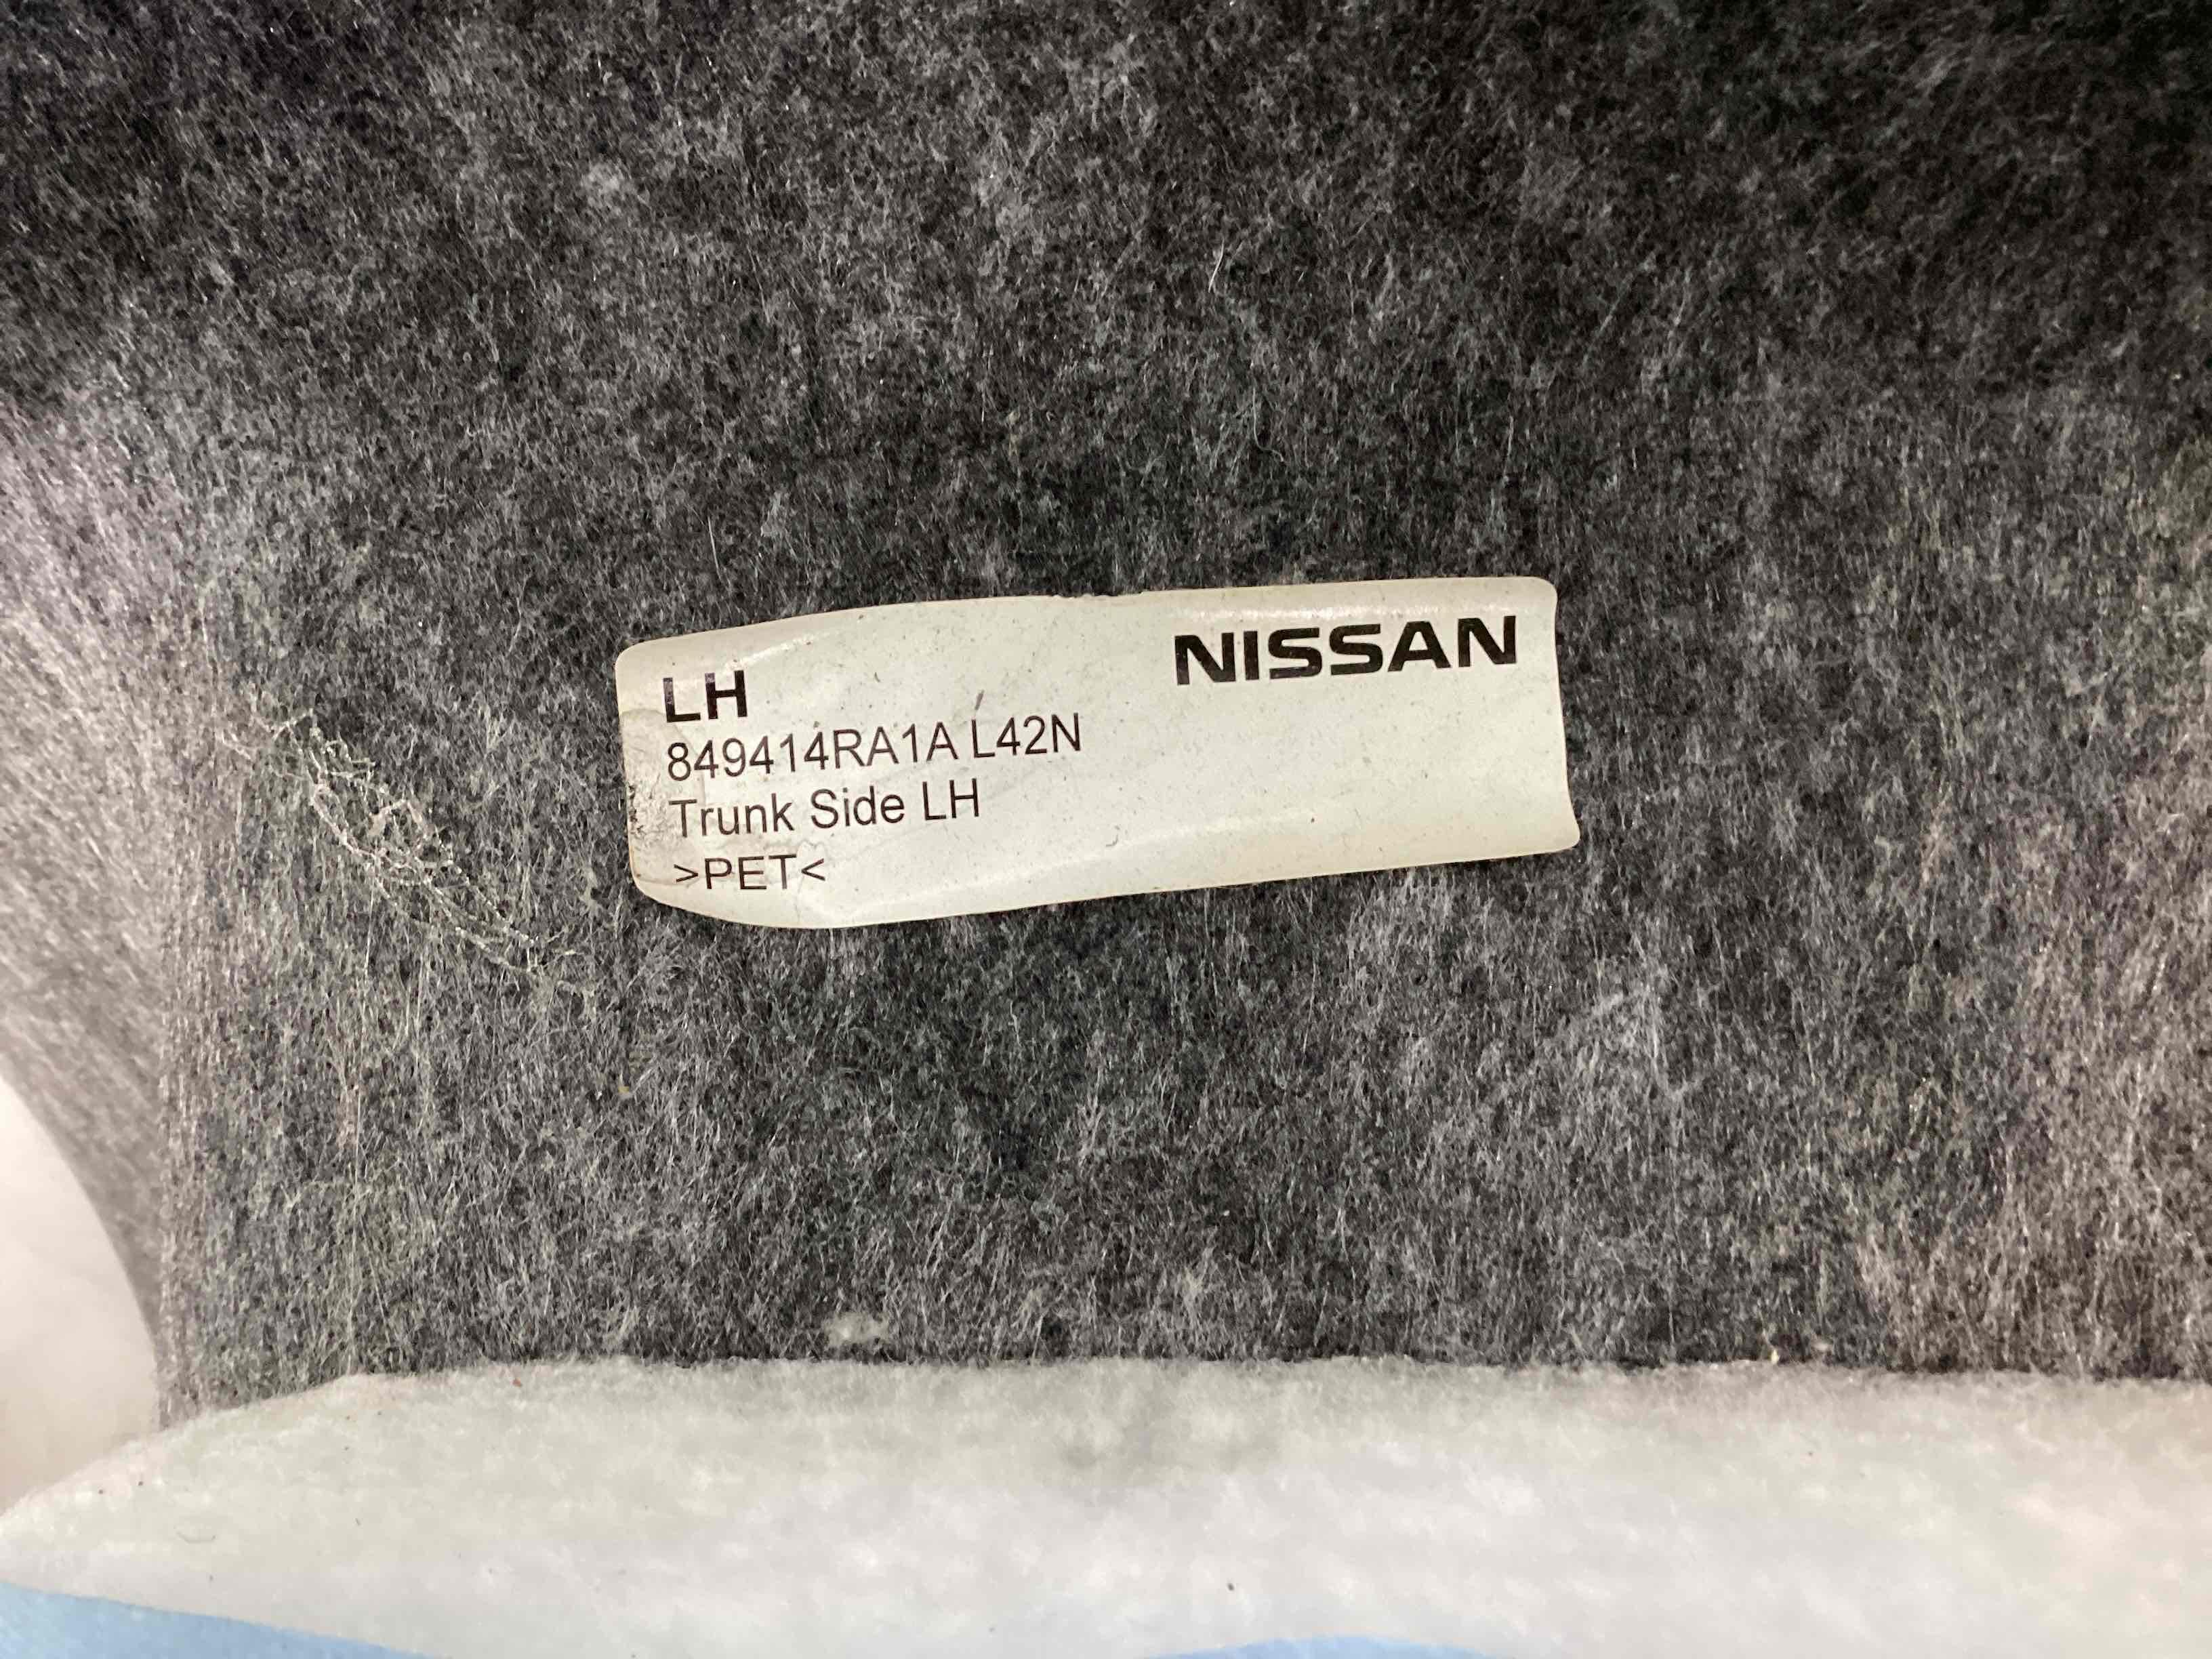 NISSAN
LH
849414RA1A L42N
Trunk Side LH
>PET<